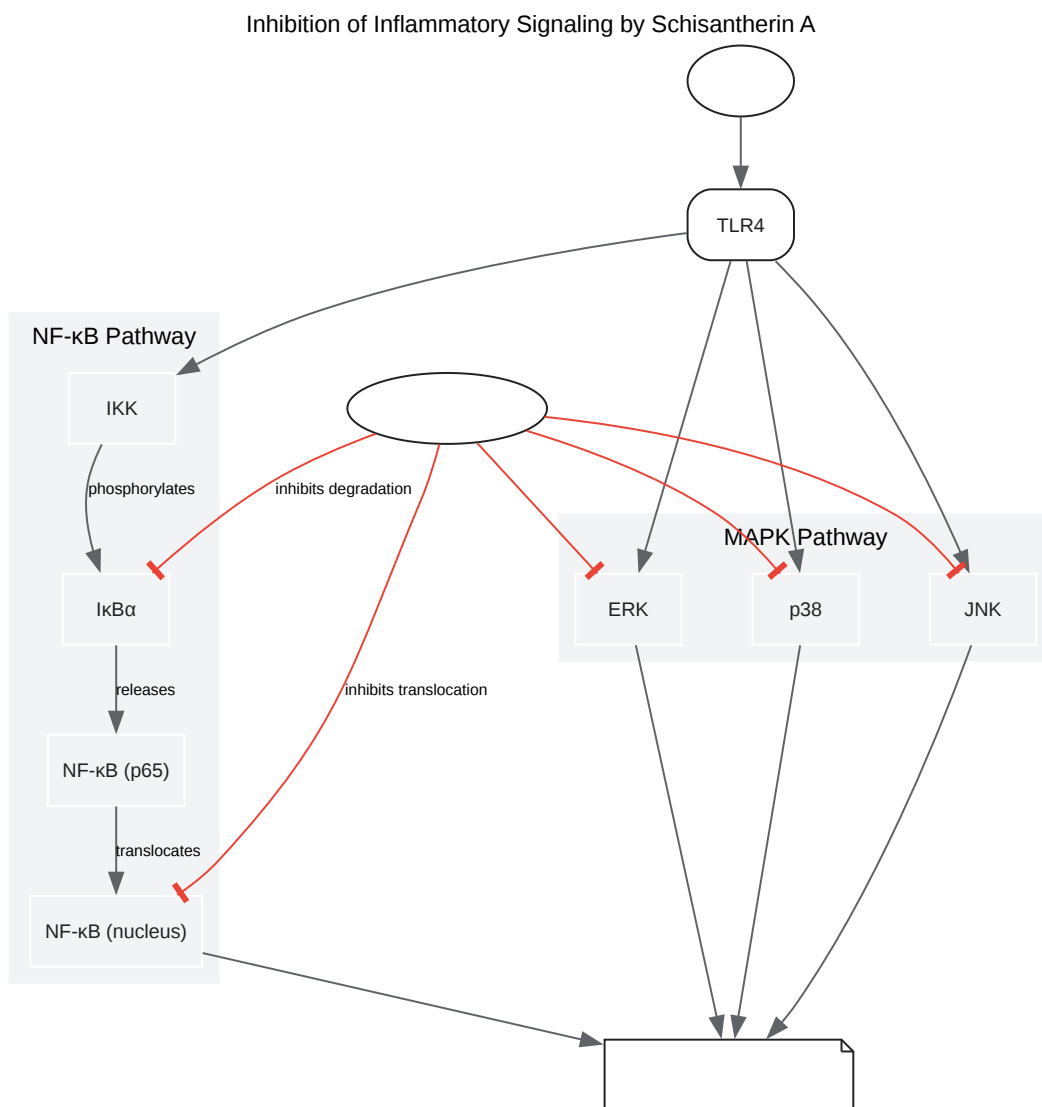 Inhibition of Inflammatory Signaling by Schisantherin A
TLR4
NF-κB Pathway
IKK
phosphorylates
inhibits degradation
MAPK Pathway
IκBα
ERK
p38
JNK
releases
inhibits translocation
NF-κB (p65)
translocates
NF-κB (nucleus)